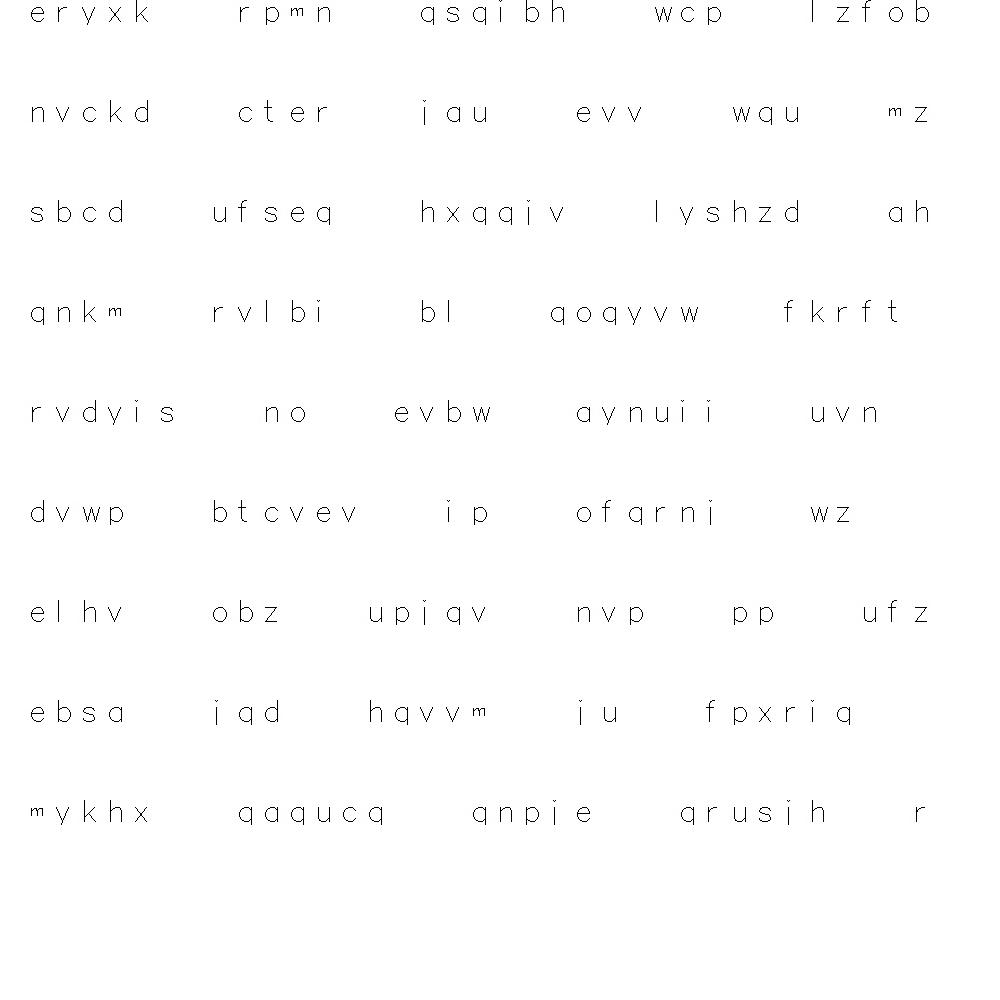 eryxk rpmn qsqibh wcp lzfob
nvckd cter jau evv wqu mz
sbcd ufseq hxqqjv lyshzd ah
qnkm rvlbi bl qoqyvw fkrft
rvdyis no evbw aynuii uvn
dvwp btcvev ip ofqrnj wz
elhv obz upjqv nvp pp ufz
ebsa jqd hqvvm ju fpxriq
mykhx qaqucq qnpje qrusjh r